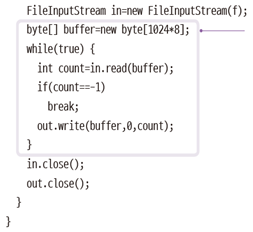 FileInputStream in=new FileInputStream(f);
byte[] buffer=new byte[1024*8];
while(true) {
int count=in.read(buffer);
if(count==-1)
break;
out.write(buffer,0,count);
}
in.close();
out.close();
}
}